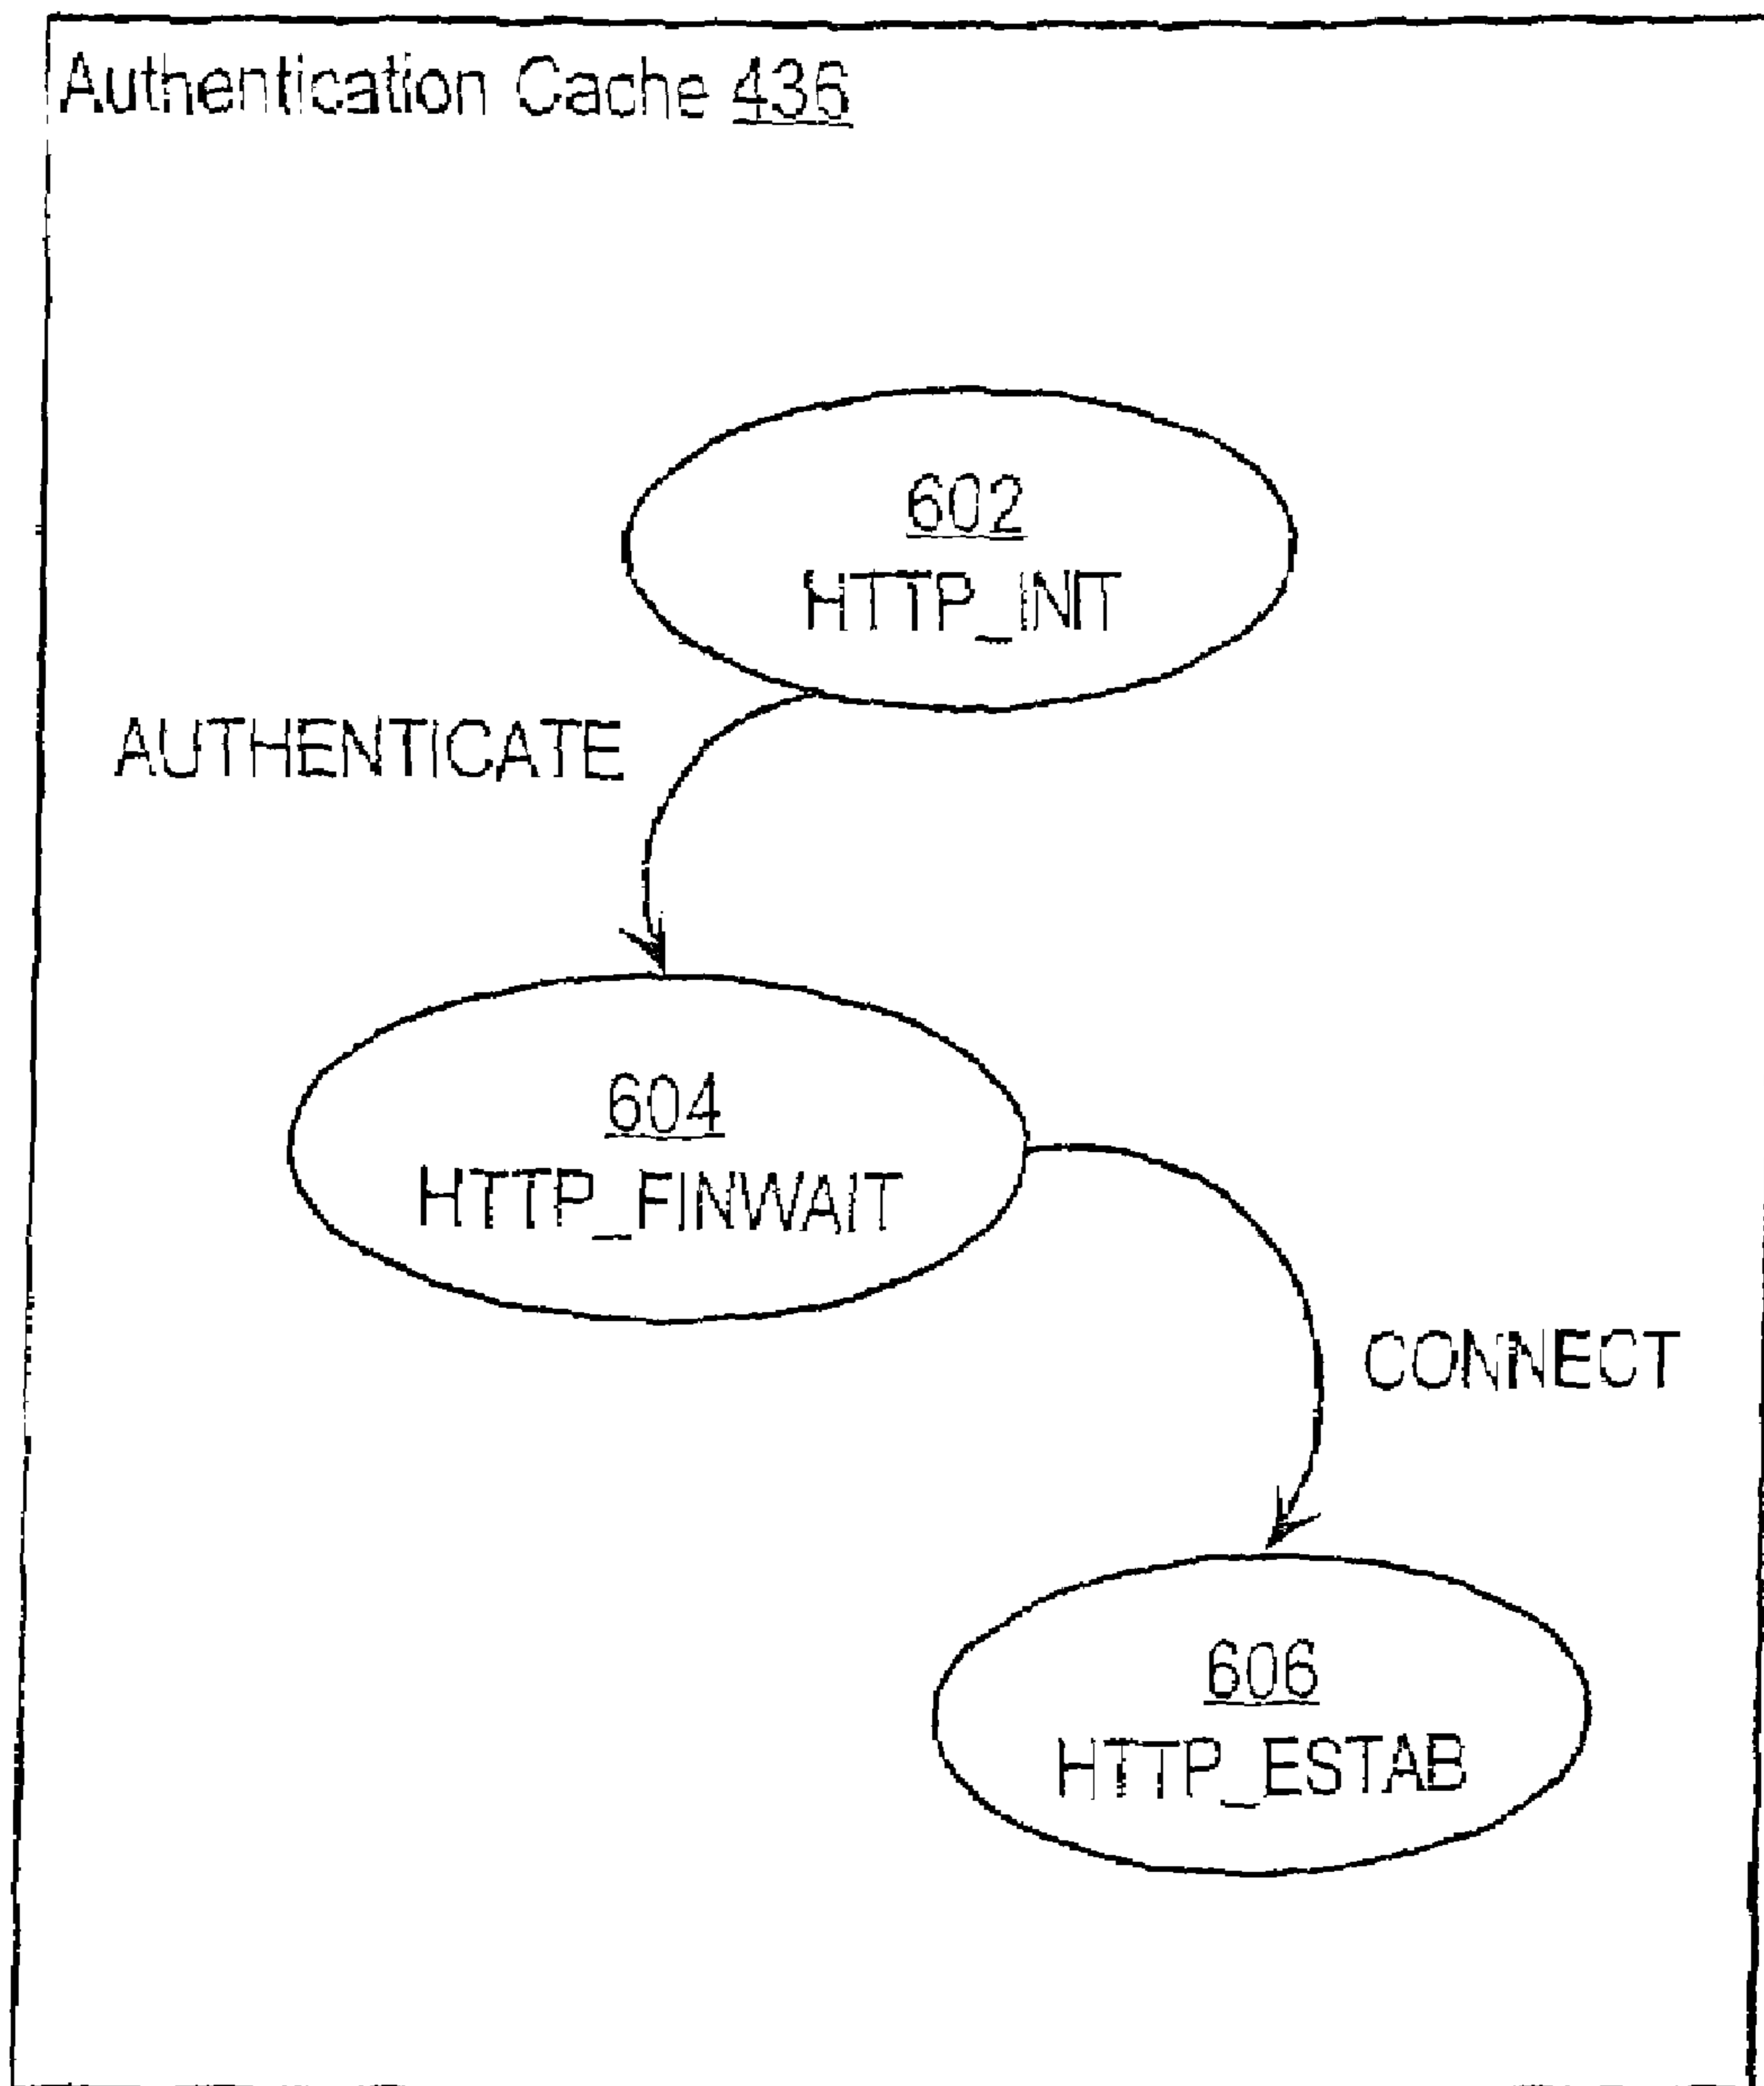 Authentication Cache 436
602
HTTP_INIT
AUTHENTICATE
604
HTTP_FINWAIT
CONNECT
606
HTTP_ESTAB